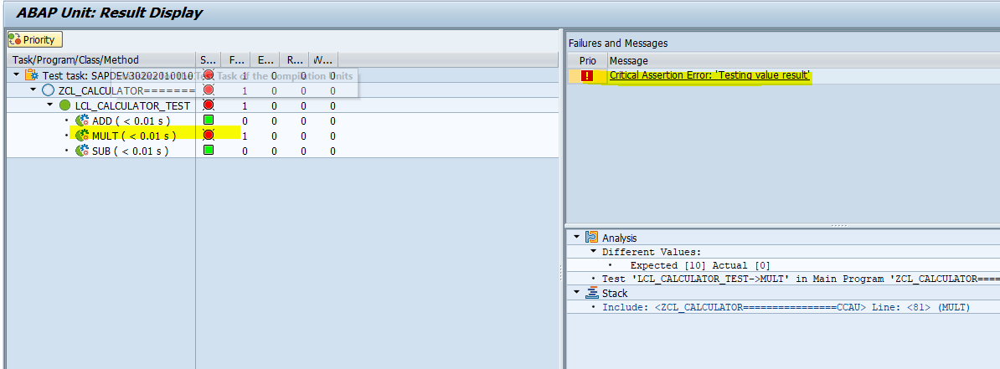 ABAP Unit: Result Display
Priority
Task/Program/Class/Method S... F... E... R... W...
Test task: SAPDEV30202010010 1 0 0 0
ZCL_CALCULATOR======= 1 0 0 0
LCL_CALCULATOR_TEST 1 0 0 0
ADD ( < 0.01 s ) 0 0 0 0
MULT ( < 0.01 s ) 1 0 0 0
SUB ( < 0.01 s ) 0 0 0 0
Test Task of the Compilation Units
Failures and Messages
Prio Message
Critical Assertion Error: 'Testing value result'
Analysis
Different Values:
Expected [10] Actual [0]
Test 'LCL_CALCULATOR_TEST->MULT' in Main Program 'ZCL_CALCULATOR====
Stack
Include: <ZCL_CALCULATOR================CCAU> Line: <81> (MULT)